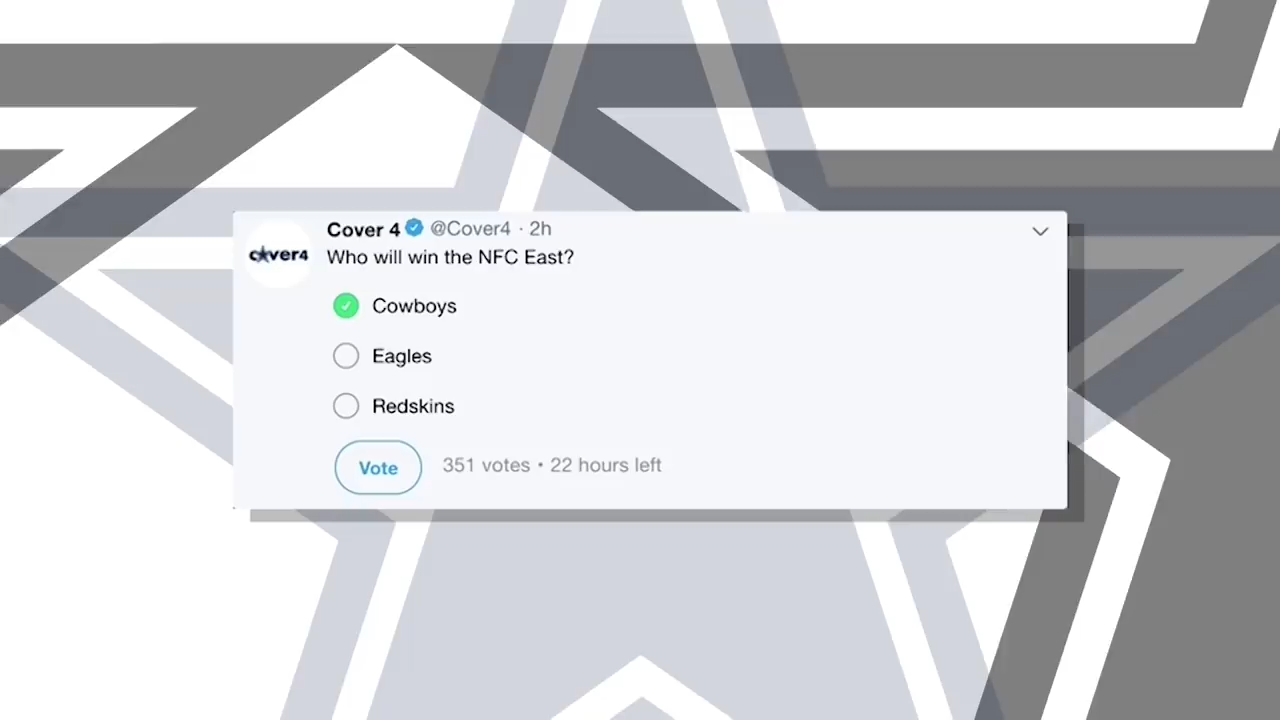 Cover 4 @Cover4 · 2h
c★ver4
Who will win the NFC East?
Cowboys
Eagles
Redskins
Vote 351 votes • 22 hours left